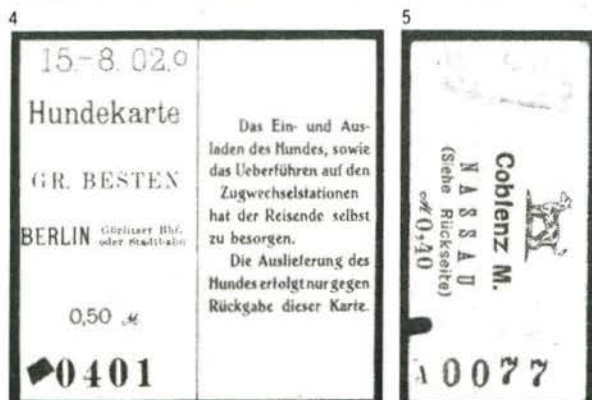 4
15.-8. 02.0
Hundekarte
GR. BESTEN
BERLIN Görlitzer Bhf.
oder Stadtbahn
0,50 ℳ
0401
Das Ein- und Aus-
laden des Hundes, sowie
das Ueberführen auf den
Zugwechselstationen
hat der Reisende selbst
zu besorgen.
Die Auslieferung des
Hundes erfolgt nur gegen
Rückgabe dieser Karte.
5
Coblenz M.
NASSAU
(Siehe Rückseite)
ℳ 0,40
A 0077